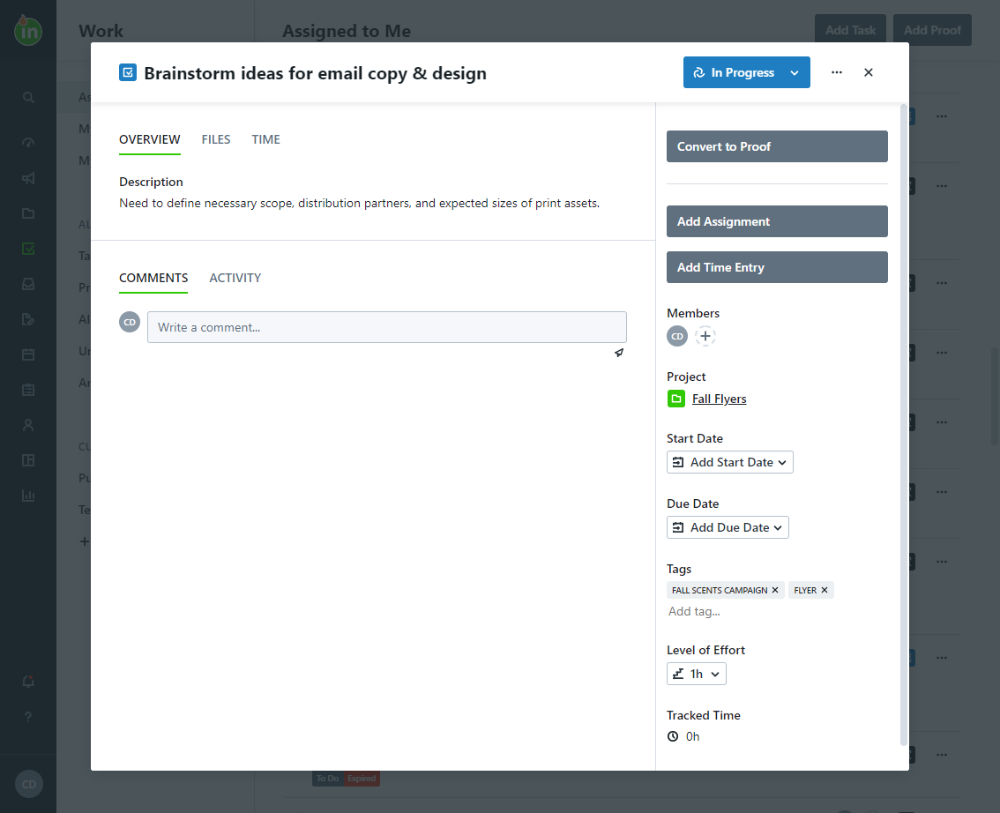 in
Work
Assigned to Me
Add Task
Add Proof
Brainstorm ideas for email copy & design
In Progress
OVERVIEW FILES TIME
Description
Need to define necessary scope, distribution partners, and expected sizes of print assets.
COMMENTS ACTIVITY
CD
Write a comment...
Convert to Proof
Add Assignment
Add Time Entry
Members
CD
Project
Fall Flyers
Start Date
Add Start Date
Due Date
Add Due Date
Tags
FALL SCENTS CAMPAIGN
FLYER
Add tag...
Level of Effort
1h
Tracked Time
0h
CD
To Do Expired